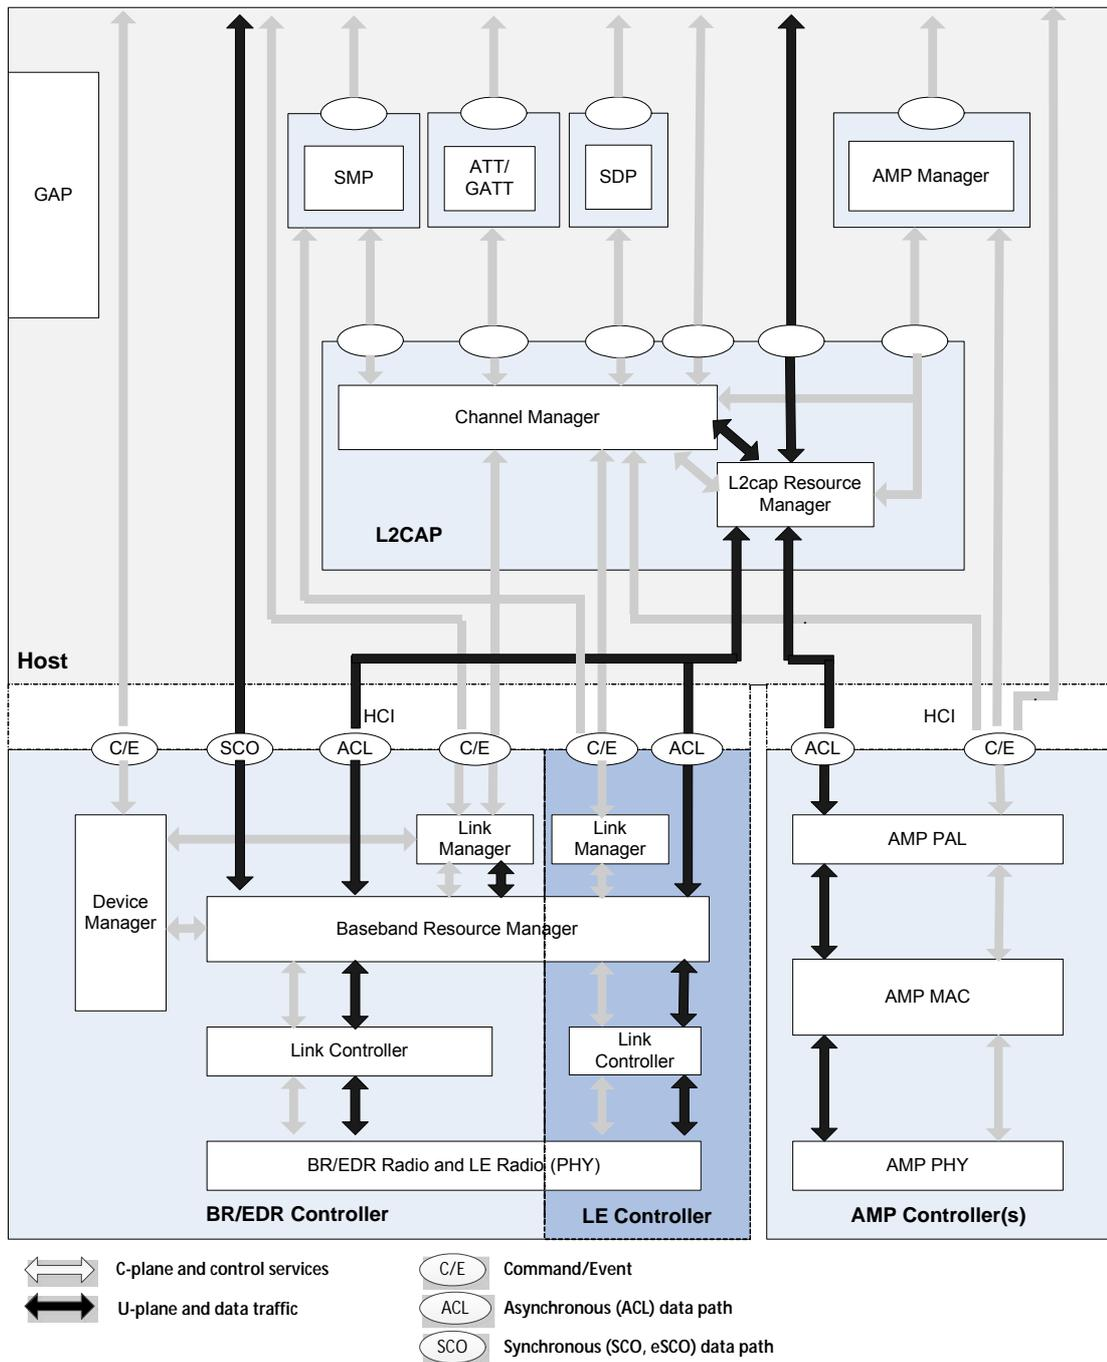 GAP
SMP
ATT/
GATT
SDP
AMP Manager
Channel Manager
L2cap Resource
Manager
L2CAP
Host
HCI
HCI
C/E
SCO
ACL
C/E
C/E
ACL
ACL
C/E
Link
Manager
Link
Manager
AMP PAL
Device
Manager
Baseband Resource Manager
AMP MAC
Link Controller
Link
Controller
BR/EDR Radio and LE Radio (PHY)
AMP PHY
BR/EDR Controller
LE Controller
AMP Controller(s)
C-plane and control services
C/E
Command/Event
U-plane and data traffic
ACL
Asynchronous (ACL) data path
SCO
Synchronous (SCO, eSCO) data path